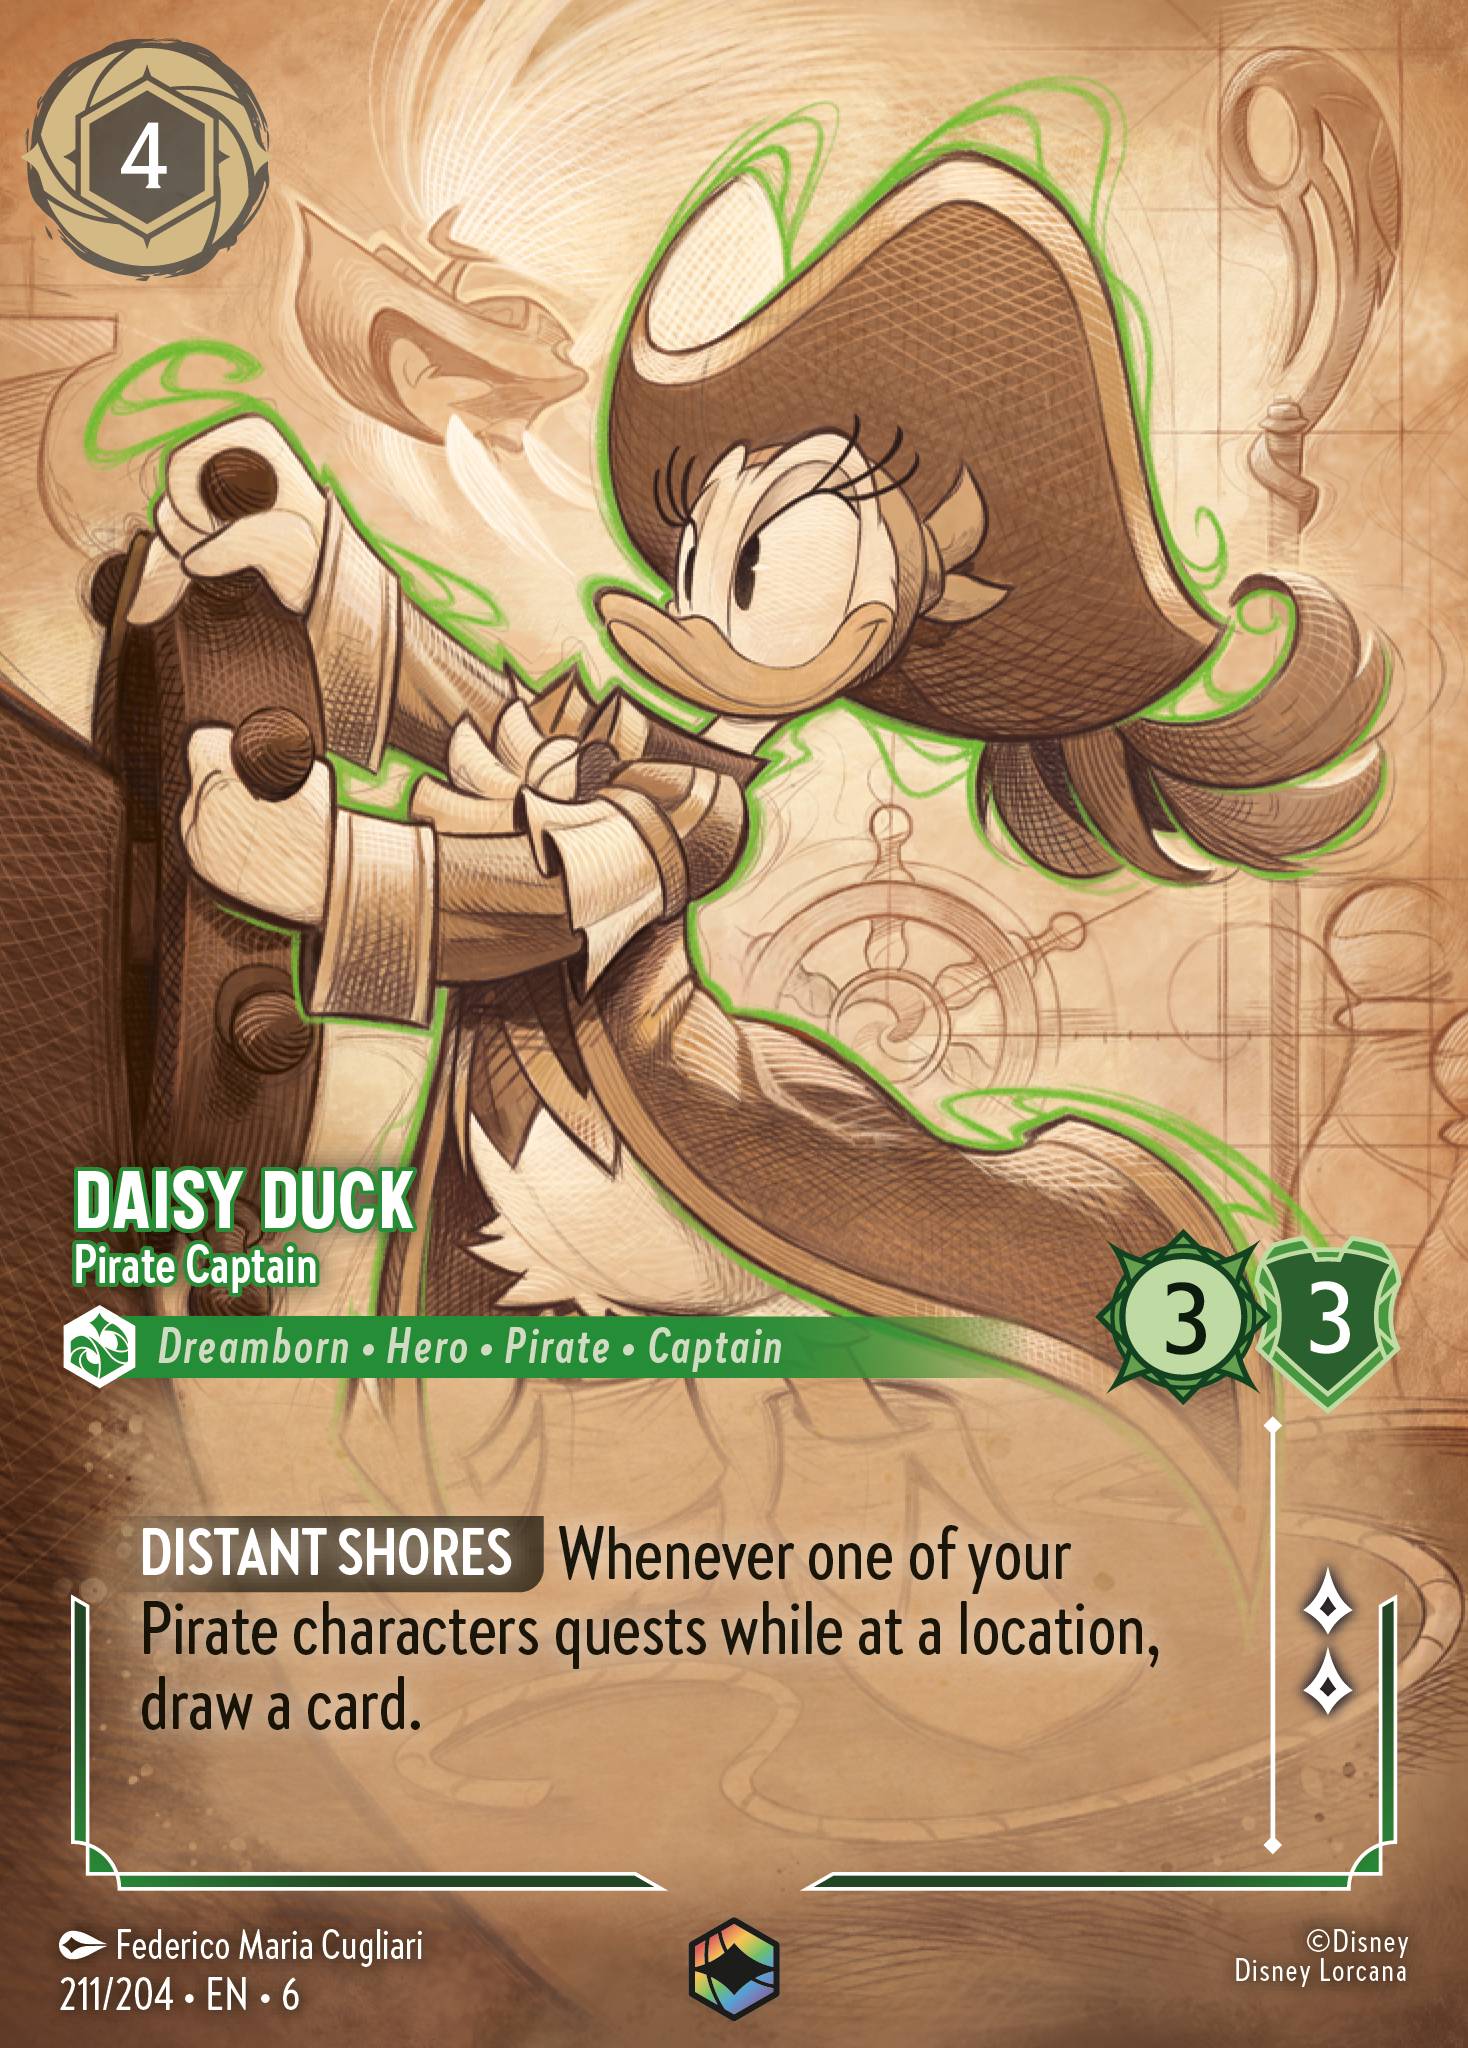 4
DAISY DUCK
Pirate Captain
Dreamborn • Hero • Pirate • Captain
3
3
DISTANT SHORES Whenever one of your
Pirate characters quests while at a location,
draw a card.
Federico Maria Cugliari
211/204 • EN • 6
©Disney
Disney Lorcana